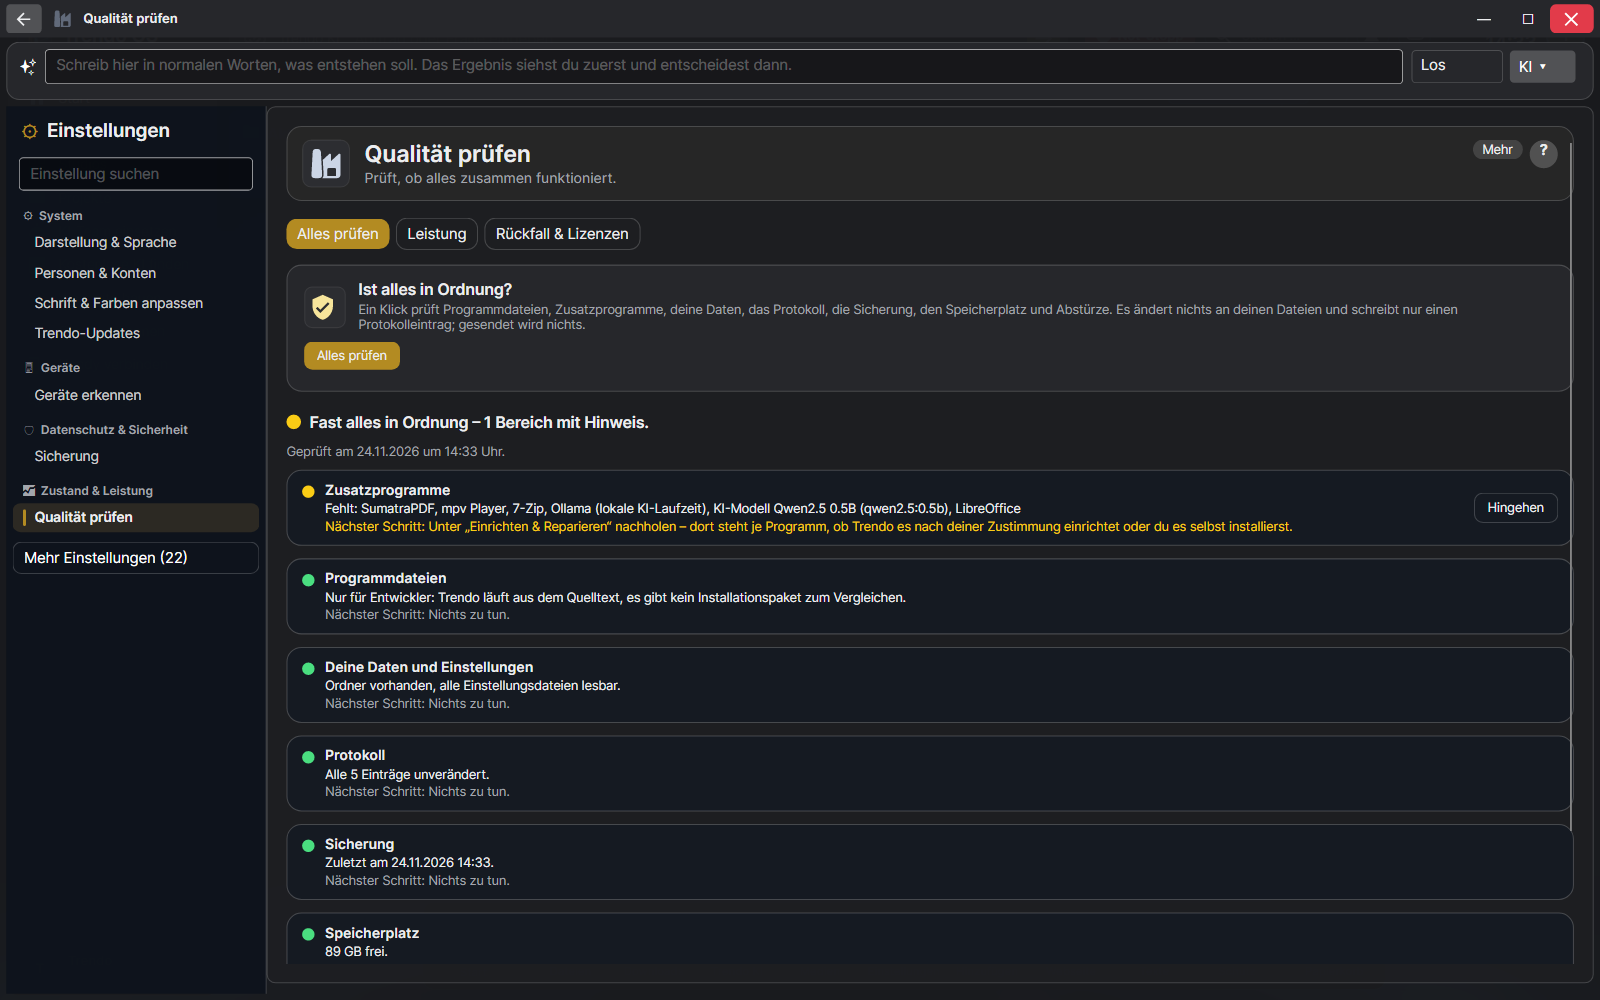 Qualität prüfen
Schreib hier in normalen Worten, was entstehen soll. Das Ergebnis siehst du zuerst und entscheidest dann.
Los
KI
Einstellungen
Einstellung suchen
System
Darstellung & Sprache
Personen & Konten
Schrift & Farben anpassen
Trendo-Updates
Geräte
Geräte erkennen
Datenschutz & Sicherheit
Sicherung
Zustand & Leistung
Qualität prüfen
Mehr Einstellungen (22)
Qualität prüfen
Prüft, ob alles zusammen funktioniert.
Mehr
?
Alles prüfen
Leistung
Rückfall & Lizenzen
Ist alles in Ordnung?
Ein Klick prüft Programmdateien, Zusatzprogramme, deine Daten, das Protokoll, die Sicherung, den Speicherplatz und Abstürze. Es ändert nichts an deinen Dateien und schreibt nur einen
Protokolleintrag; gesendet wird nichts.
Alles prüfen
Fast alles in Ordnung – 1 Bereich mit Hinweis.
Geprüft am 24.11.2026 um 14:33 Uhr.
Zusatzprogramme
Fehlt: SumatraPDF, mpv Player, 7-Zip, Ollama (lokale KI-Laufzeit), KI-Modell Qwen2.5 0.5B (qwen2.5:0.5b), LibreOffice
Nächster Schritt: Unter „Einrichten & Reparieren“ nachholen – dort steht je Programm, ob Trendo es nach deiner Zustimmung einrichtet oder du es selbst installierst.
Hingehen
Programmdateien
Nur für Entwickler: Trendo läuft aus dem Quelltext, es gibt kein Installationspaket zum Vergleichen.
Nächster Schritt: Nichts zu tun.
Deine Daten und Einstellungen
Ordner vorhanden, alle Einstellungsdateien lesbar.
Nächster Schritt: Nichts zu tun.
Protokoll
Alle 5 Einträge unverändert.
Nächster Schritt: Nichts zu tun.
Sicherung
Zuletzt am 24.11.2026 14:33.
Nächster Schritt: Nichts zu tun.
Speicherplatz
89 GB frei.